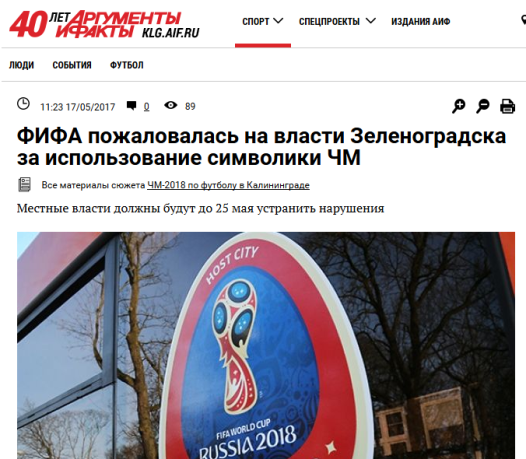 40 ЛЕТ АРГУМЕНТЫ И ФАКТЫ KLG.AIF.RU
СПОРТ СПЕЦПРОЕКТЫ ИЗДАНИЯ АИФ
ЛЮДИ СОБЫТИЯ ФУТБОЛ
11:23 17/05/2017 0 89
ФИФА пожаловалась на власти Зеленоградска
за использование символики ЧМ
Все материалы сюжета ЧМ-2018 по футболу в Калининграде
Местные власти должны будут до 25 мая устранить нарушения
HOST CITY
FIFA WORLD CUP
RUSSIA 2018